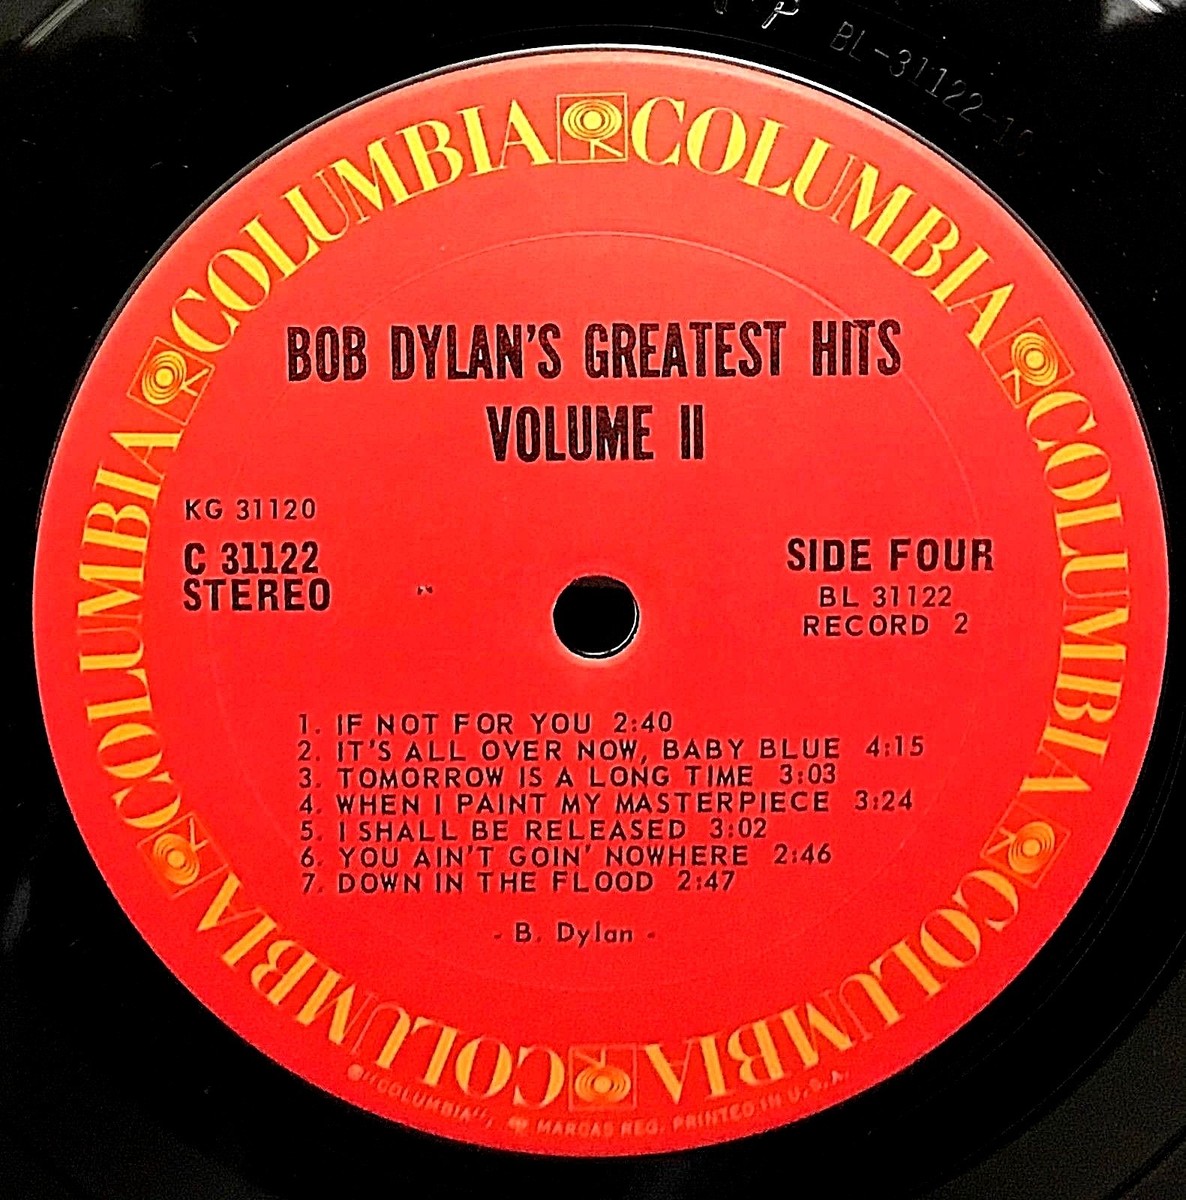 BL-31122-1
COLUMBIA COLUMBIA COLUMBIA COLUMBIA COLUMBIA COLUMBIA
BOB DYLAN'S GREATEST HITS
VOLUME II
KG 31120
C 31122
STEREO
SIDE FOUR
BL 31122
RECORD 2
1. IF NOT FOR YOU 2:40
2. IT'S ALL OVER NOW, BABY BLUE 4:15
3. TOMORROW IS A LONG TIME 3:03
4. WHEN I PAINT MY MASTERPIECE 3:24
5. I SHALL BE RELEASED 3:02
6. YOU AIN'T GOIN' NOWHERE 2:46
7. DOWN IN THE FLOOD 2:47
- B. Dylan -
"COLUMBIA", MARCAS REG. PRINTED IN U.S.A.